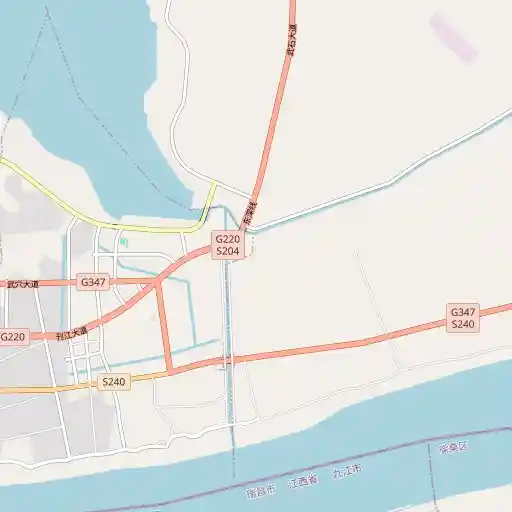 武石大道
东深线
G220
S204
武穴大道
G347
G347
S240
G220
刊江大道
S240
柴桑区
瑞昌市
江西省
九江市